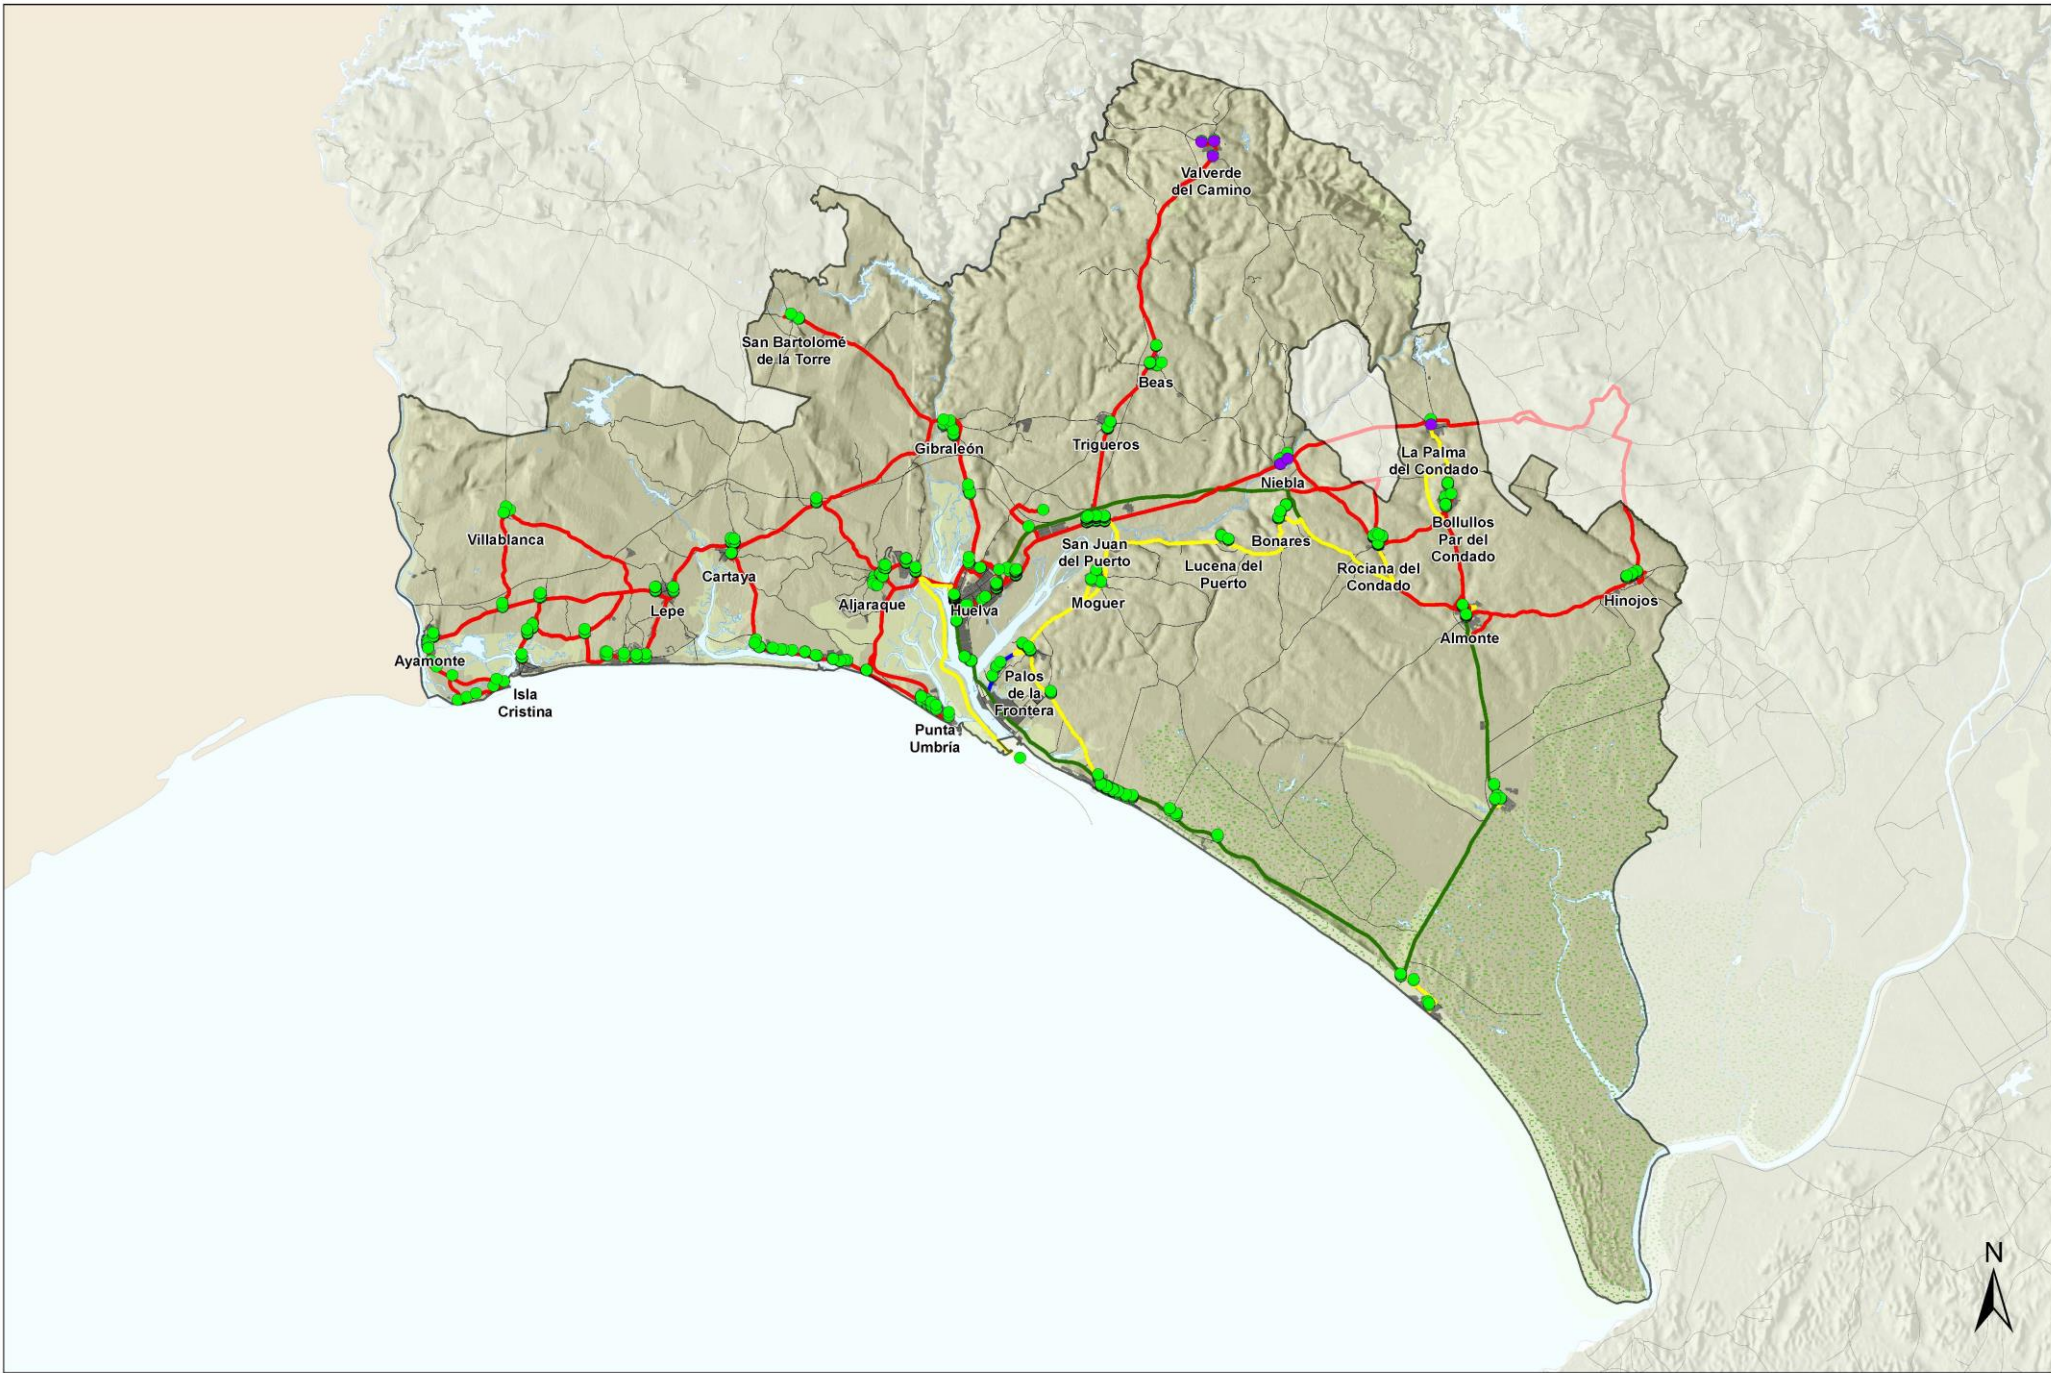 Valverde
del Camino
San Bartolomé
de la Torre
Beas
Gibraleón
Trigueros
La Palma
del Condado
Niebla
Villablanca
Bollullos
Par del
Condado
San Juan
del Puerto
Bonares
Cartaya
Lucena del
Puerto
Rociana del
Condado
Aljaraque
Huelva
Moguer
Hinojos
Lepe
Almonte
Ayamonte
Palos
de la
Frontera
Isla
Cristina
Punta
Umbría
N